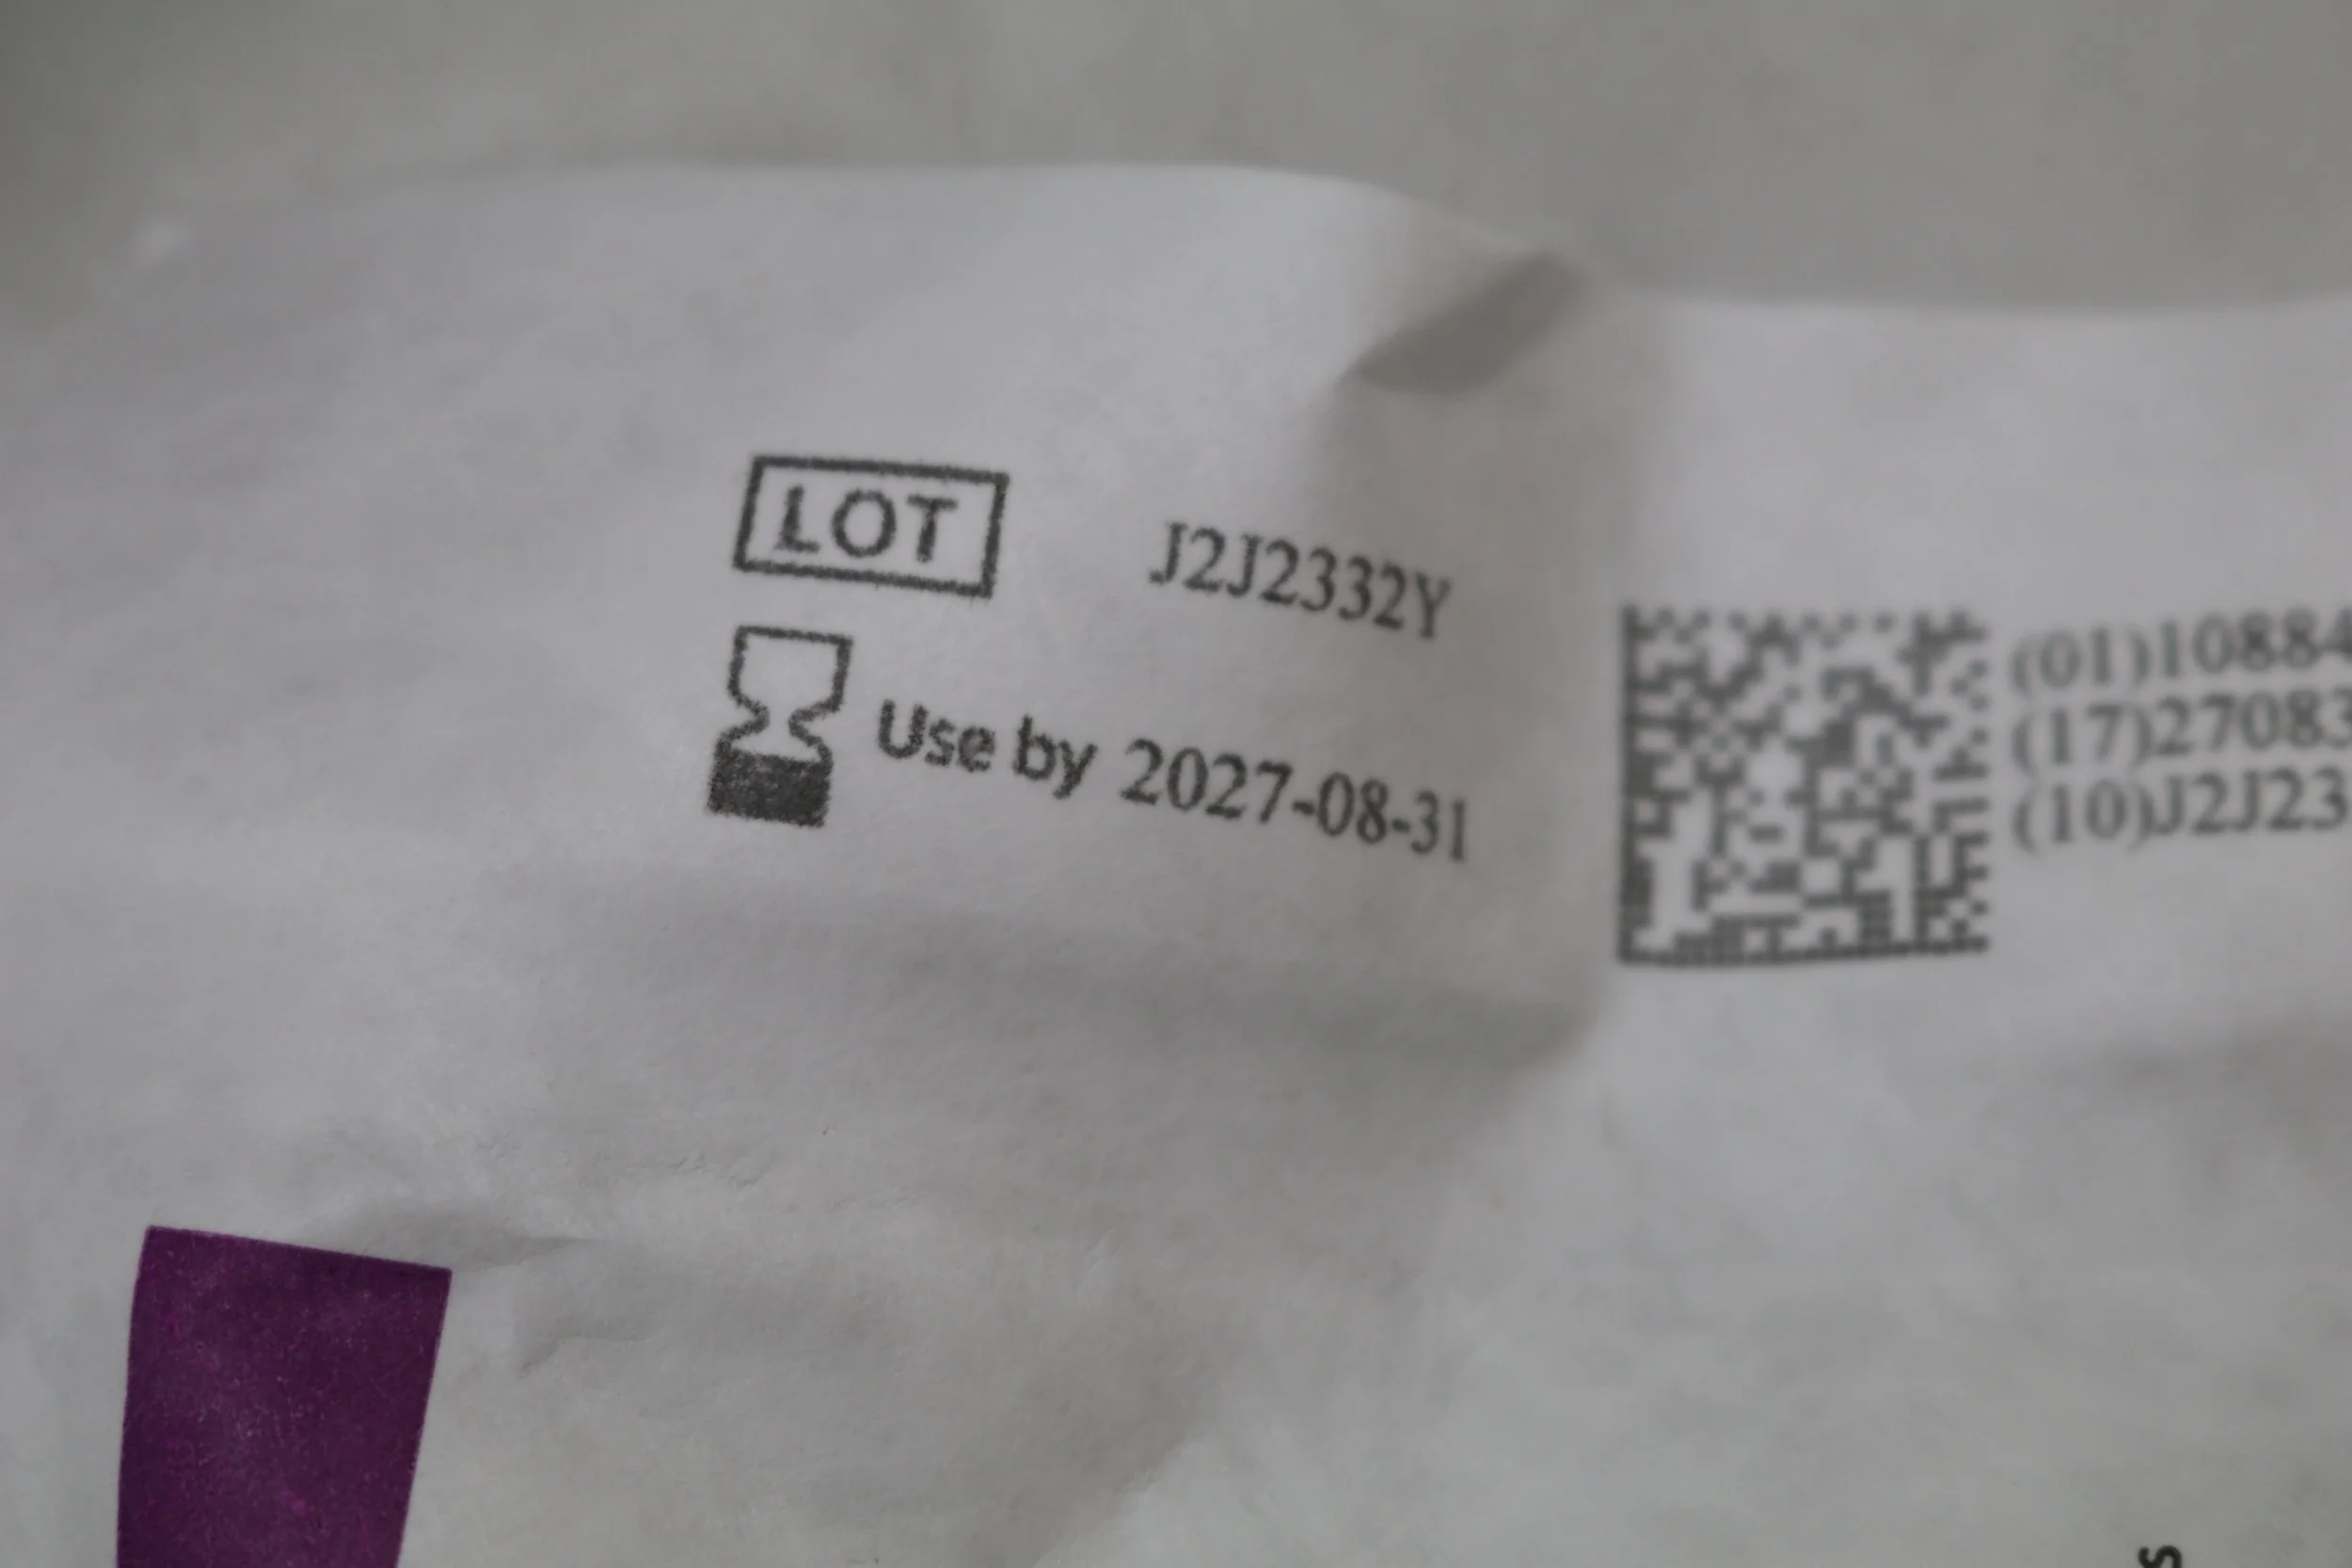 LOT J2J2332Y
Use by 2027-08-31
(01)10884
(17)27083
(10)J2J23
s